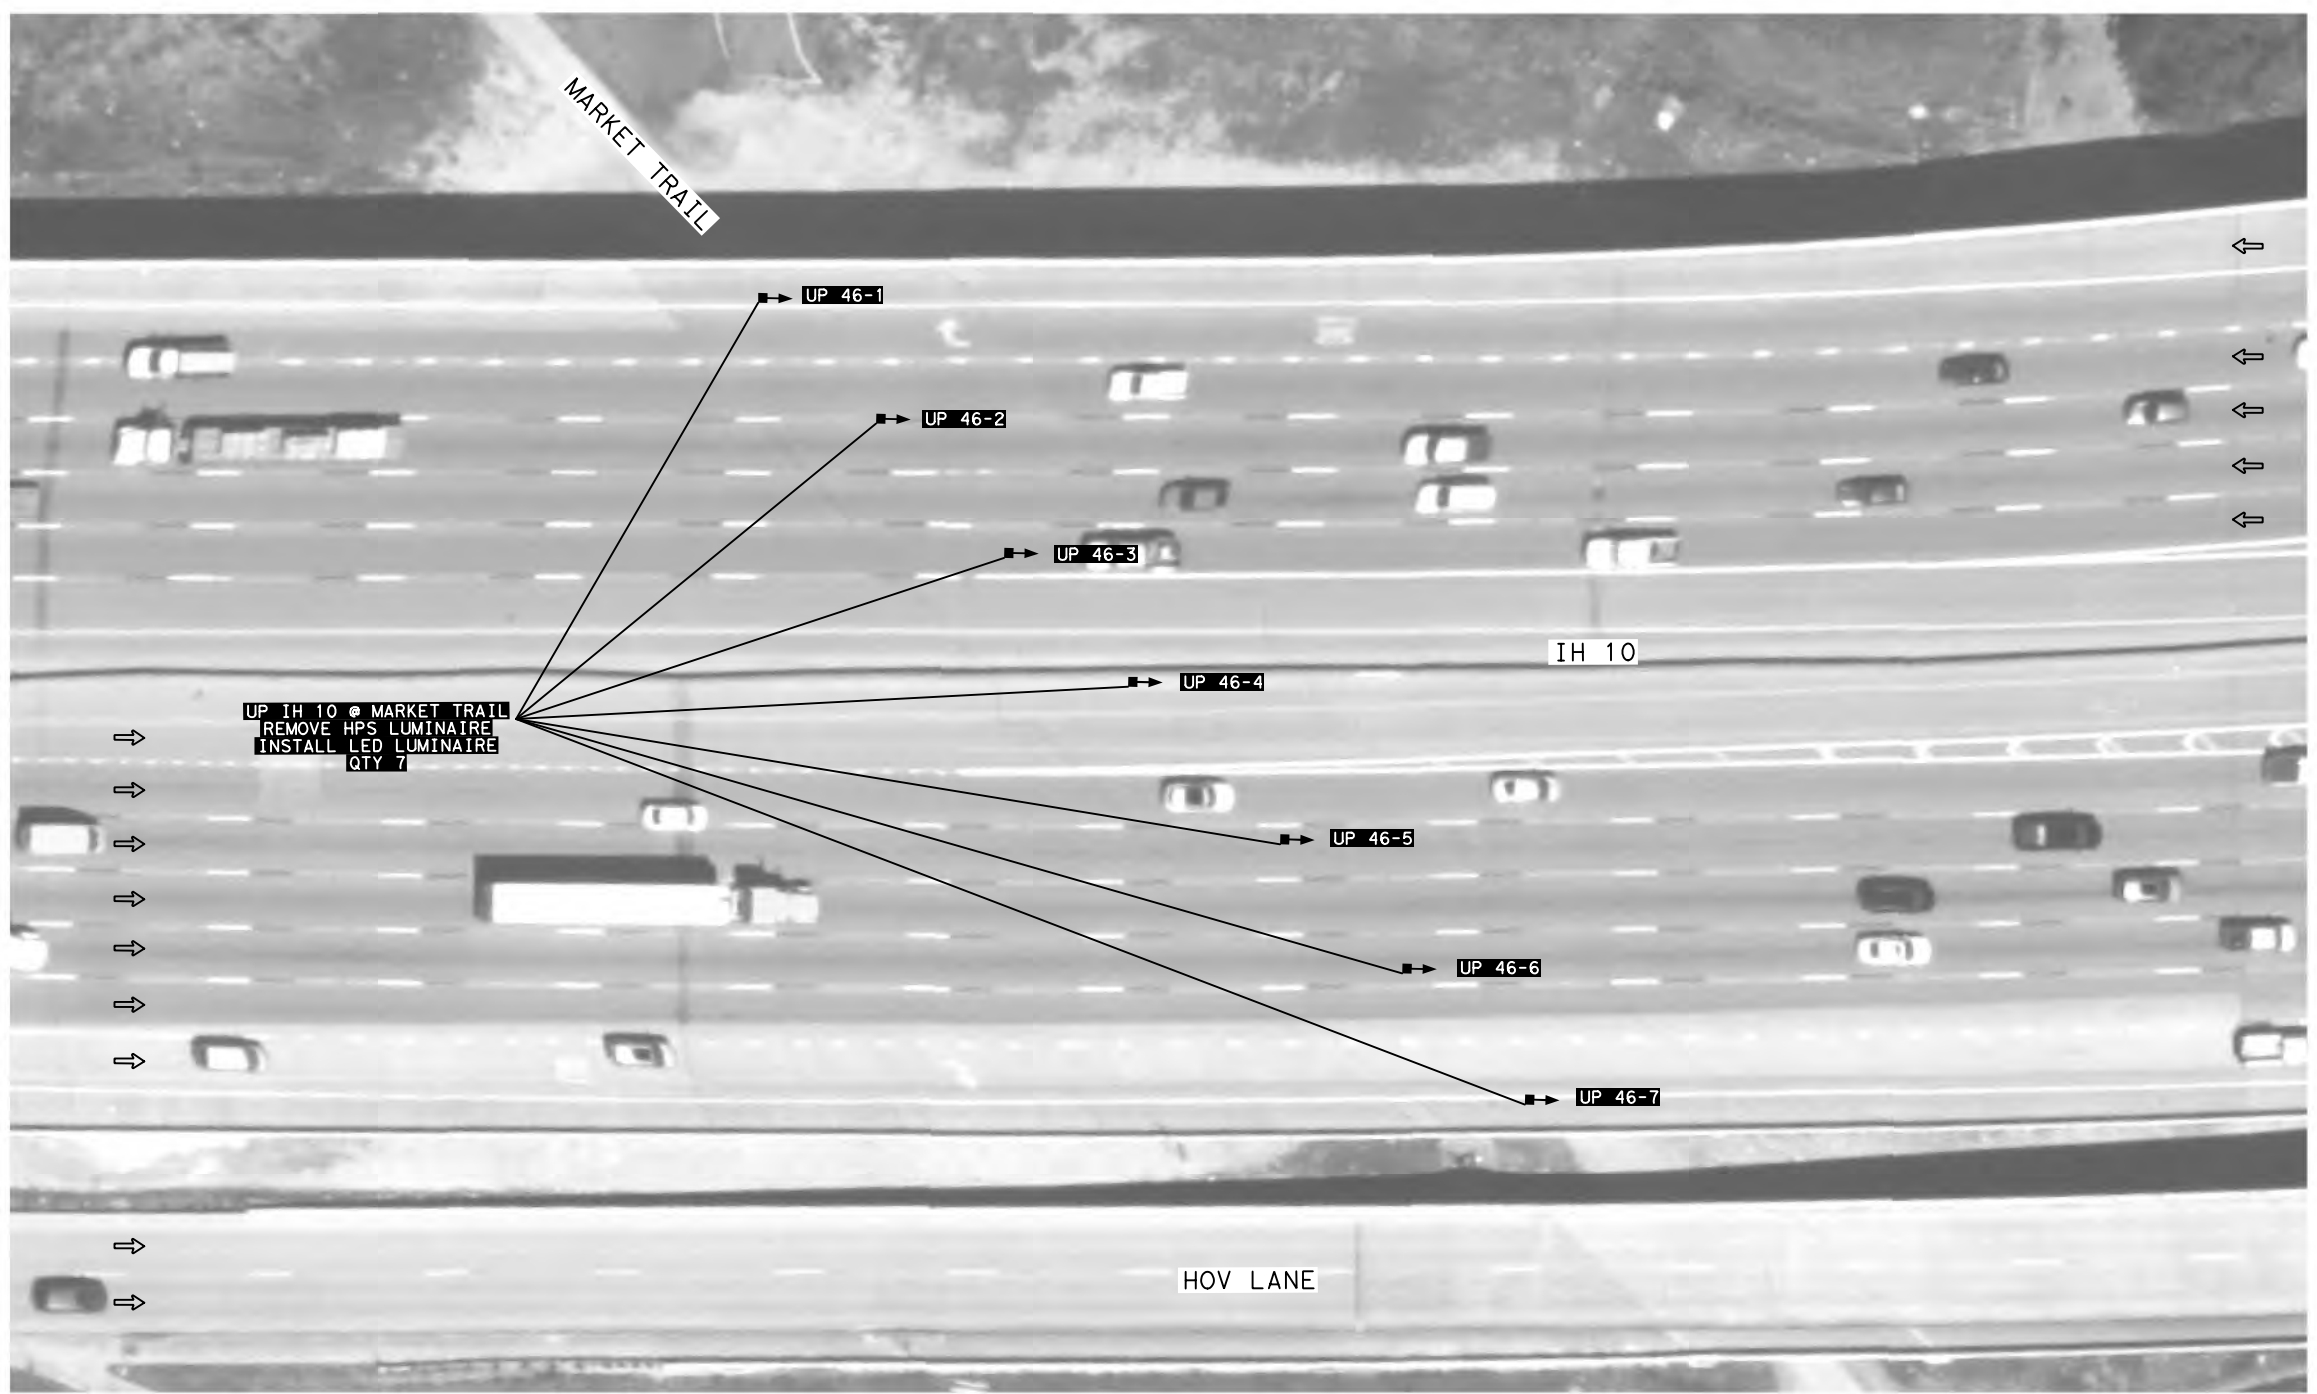 MARKET TRAIL
UP 46-1
UP 46-2
UP 46-3
IH 10
UP 46-4
UP IH 10 @ MARKET TRAIL
REMOVE HPS LUMINAIRE
INSTALL LED LUMINAIRE
QTY 7
UP 46-5
UP 46-6
UP 46-7
HOV LANE